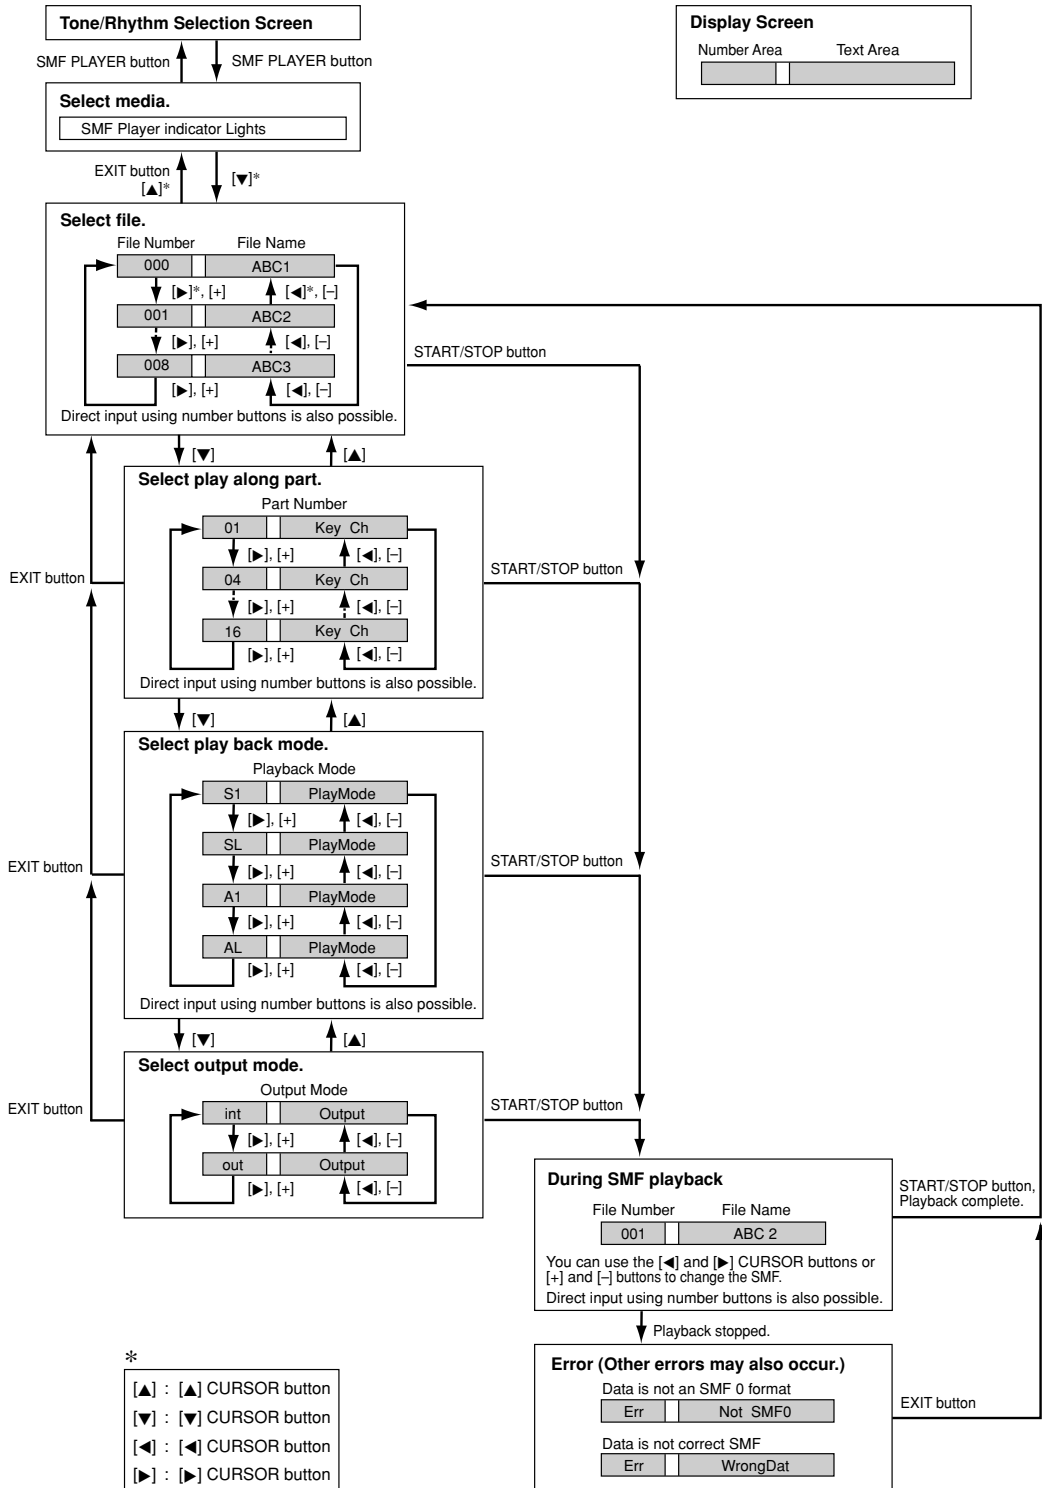 Tone/Rhythm Selection Screen
SMF PLAYER button
SMF PLAYER button
Display Screen
Number Area
Text Area
Select media.
SMF Player indicator Lights
EXIT button
[▲]*
[▼]*
Select file.
File Number
File Name
000
ABC1
[▶]*, [+]
[◀]*, [–]
001
ABC2
[▶], [+]
[◀], [–]
008
ABC3
[▶], [+]
[◀], [–]
Direct input using number buttons is also possible.
START/STOP button
[▼]
[▲]
Select play along part.
Part Number
01
Key Ch
[▶], [+]
[◀], [–]
04
Key Ch
[▶], [+]
[◀], [–]
16
Key Ch
[▶], [+]
[◀], [–]
Direct input using number buttons is also possible.
EXIT button
START/STOP button
[▼]
[▲]
Select play back mode.
Playback Mode
S1
PlayMode
[▶], [+]
[◀], [–]
SL
PlayMode
[▶], [+]
[◀], [–]
A1
PlayMode
[▶], [+]
[◀], [–]
AL
PlayMode
[▶], [+]
[◀], [–]
Direct input using number buttons is also possible.
EXIT button
START/STOP button
[▼]
[▲]
Select output mode.
Output Mode
int
Output
[▶], [+]
[◀], [–]
out
Output
[▶], [+]
[◀], [–]
EXIT button
START/STOP button
During SMF playback
File Number
File Name
001
ABC 2
You can use the [◀] and [▶] CURSOR buttons or
[+] and [–] buttons to change the SMF.
Direct input using number buttons is also possible.
START/STOP button,
Playback complete.
Playback stopped.
Error (Other errors may also occur.)
Data is not an SMF 0 format
Err
Not SMF0
Data is not correct SMF
Err
WrongDat
EXIT button
*
[▲] : [▲] CURSOR button
[▼] : [▼] CURSOR button
[◀] : [◀] CURSOR button
[▶] : [▶] CURSOR button